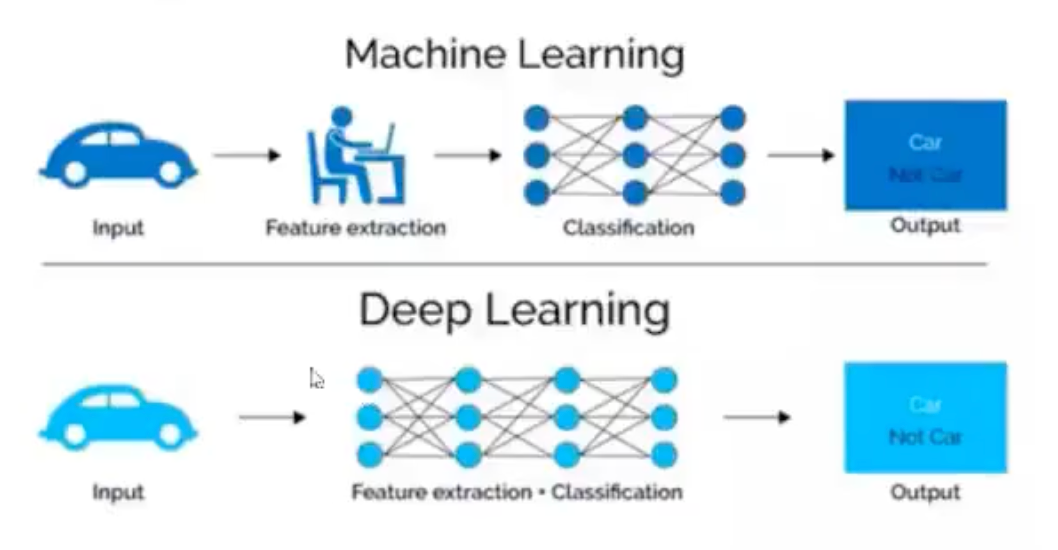 Machine Learning
Car
Not Car
Input
Feature extraction
Classification
Output
Deep Learning
Car
Not Car
Input
Feature extraction • Classification
Output